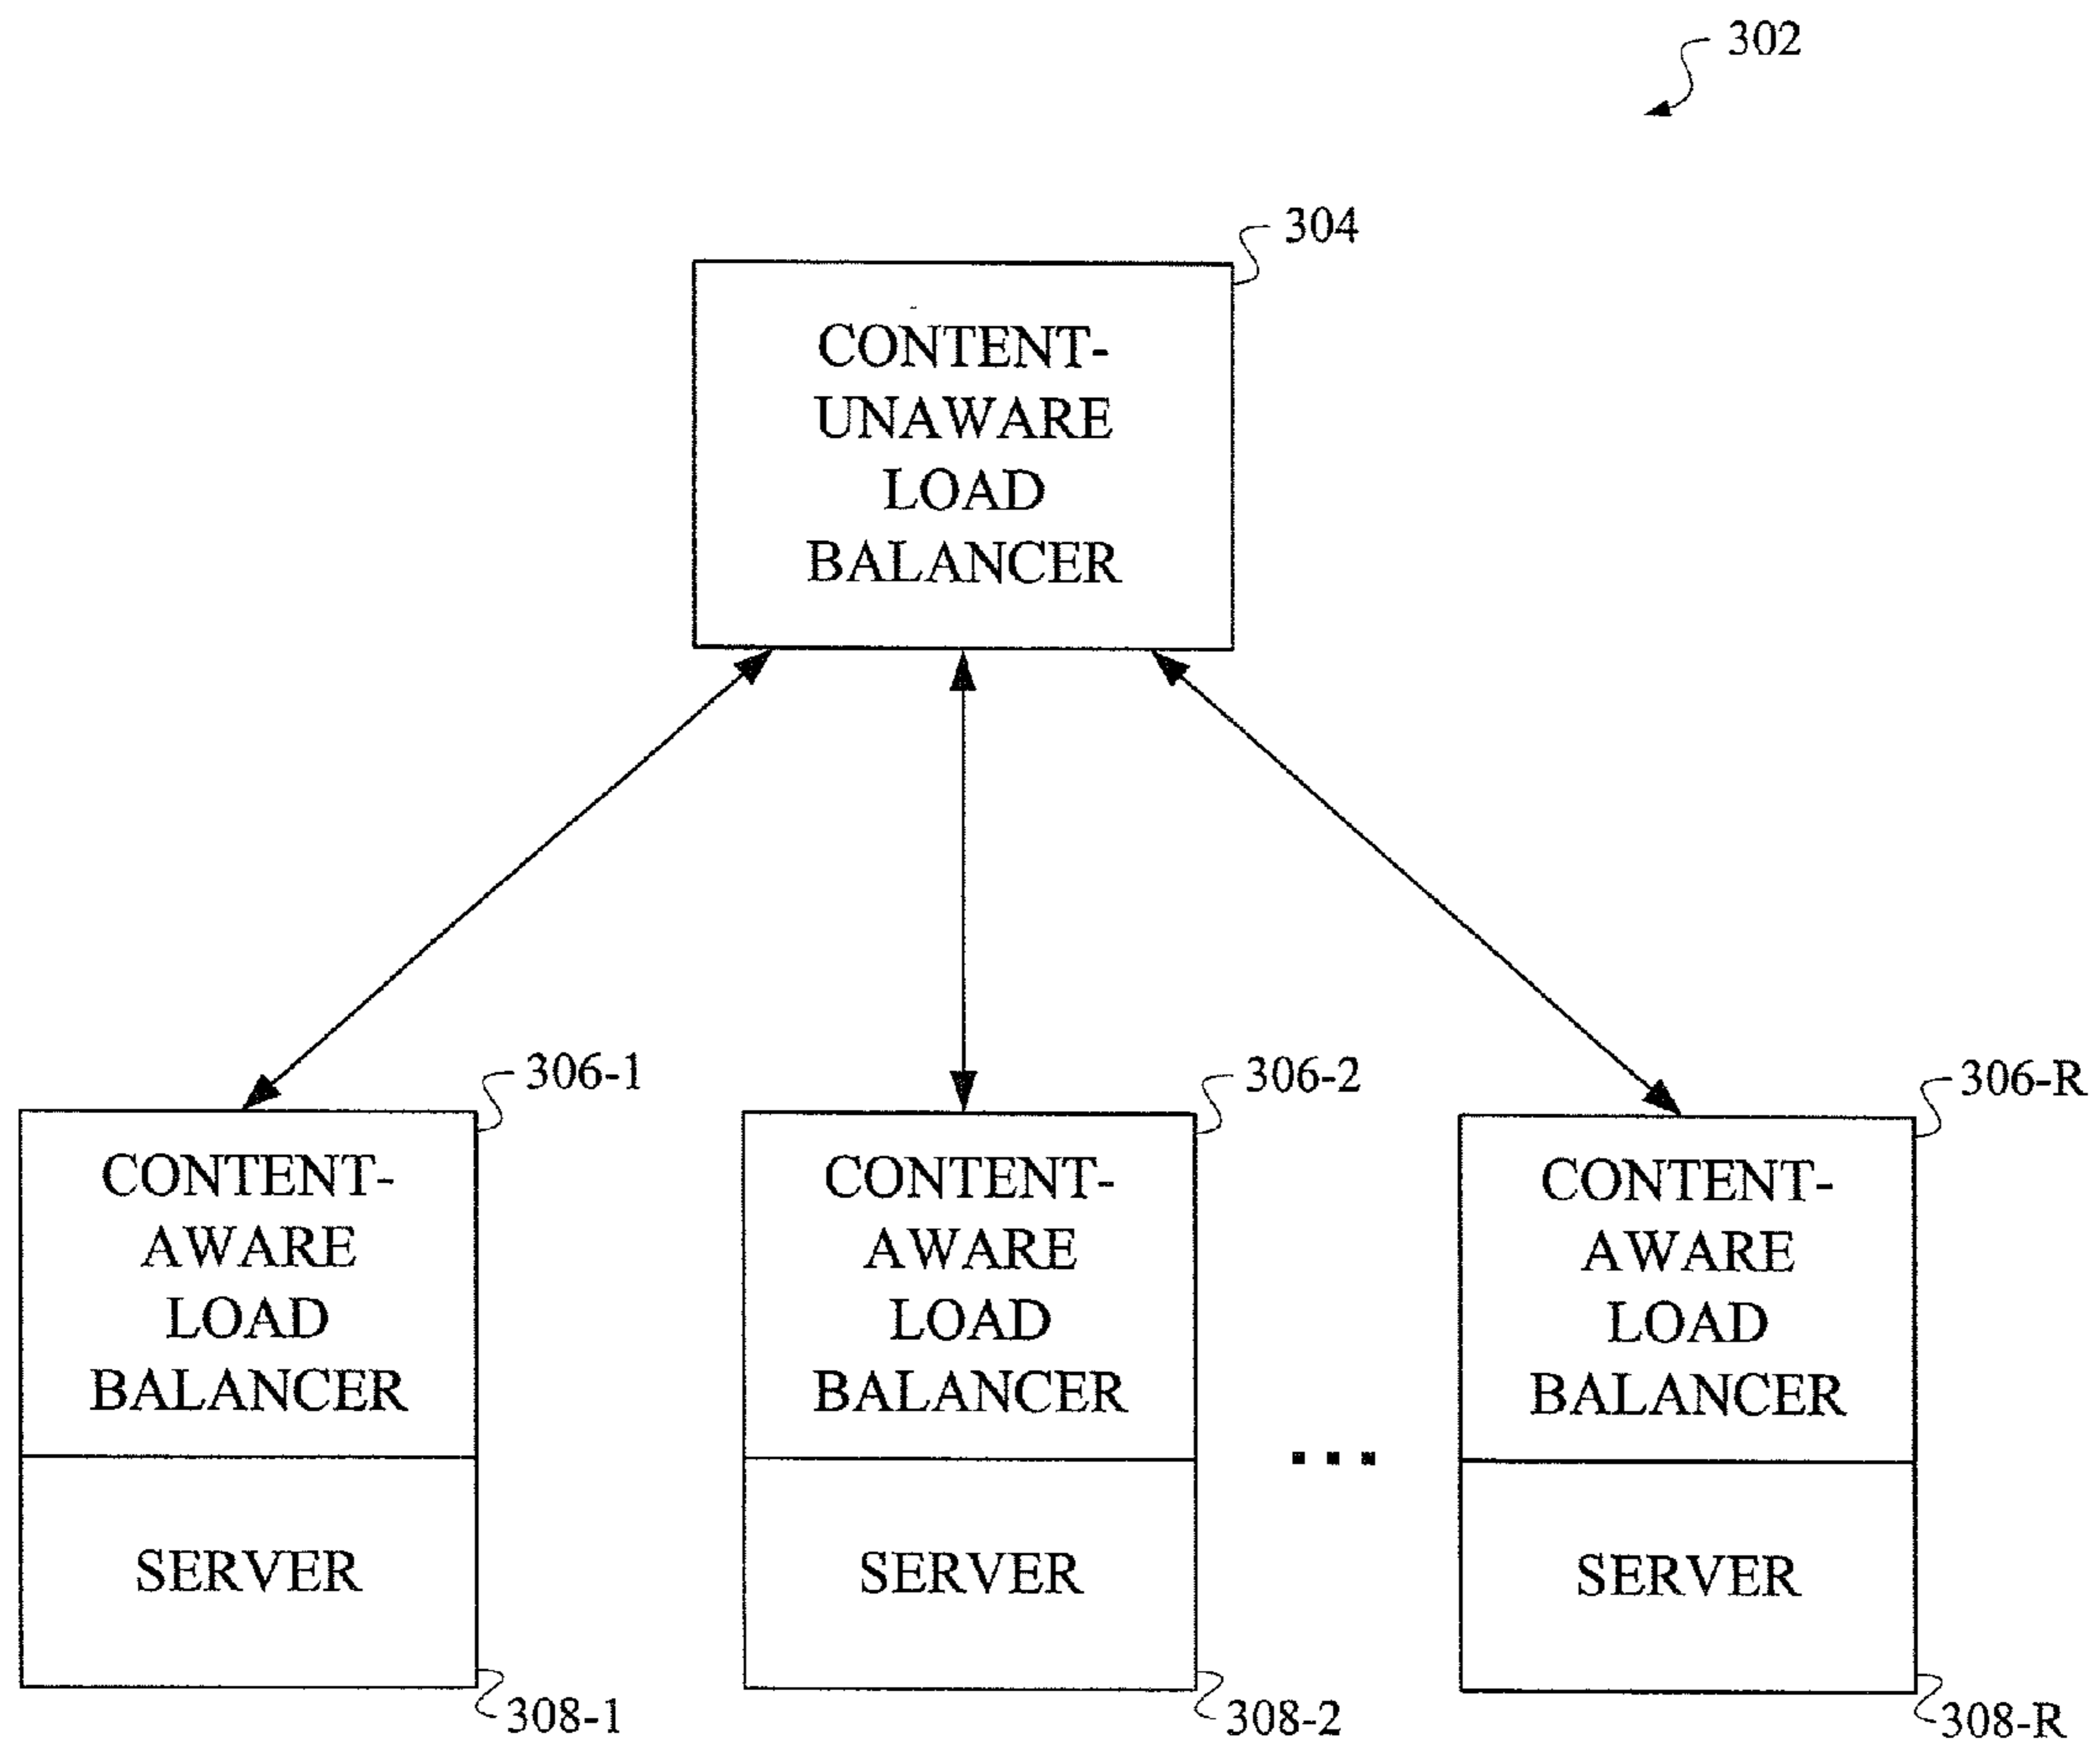 302
304
CONTENT-
UNAWARE
LOAD
BALANCER
306-1
CONTENT-
AWARE
LOAD
BALANCER
SERVER
308-1
306-2
CONTENT-
AWARE
LOAD
BALANCER
SERVER
308-2
...
306-R
CONTENT-
AWARE
LOAD
BALANCER
SERVER
308-R